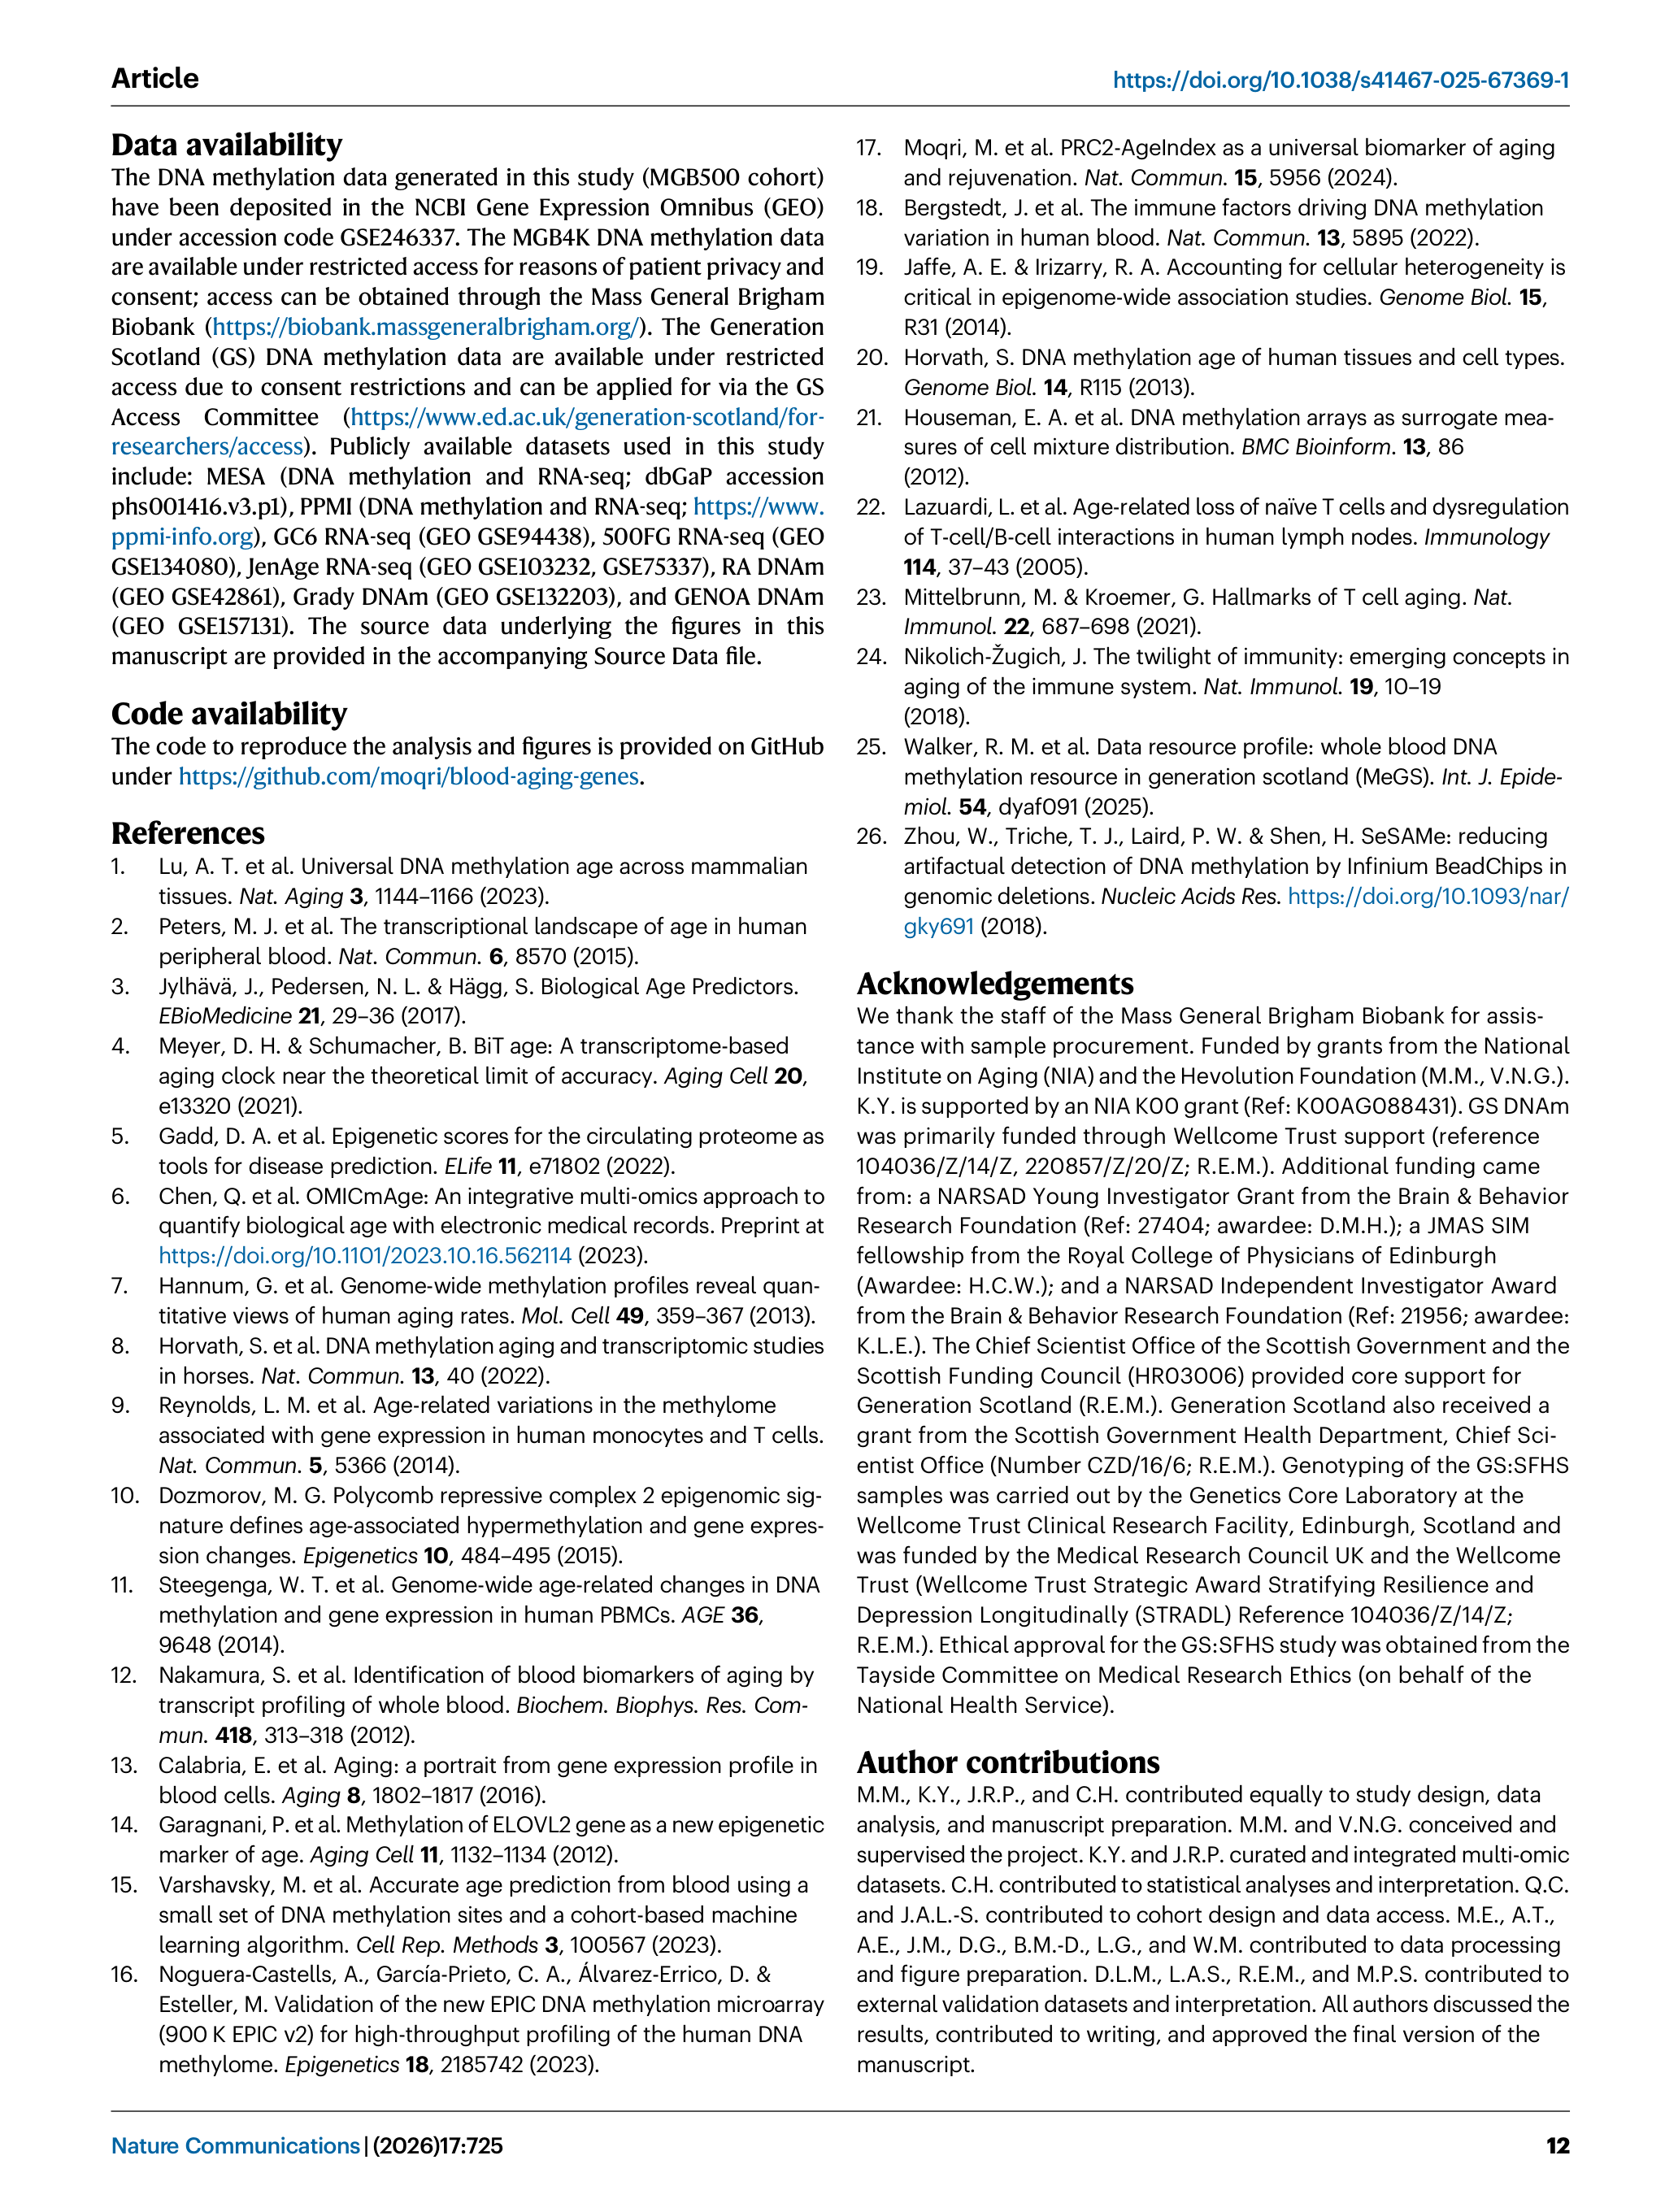 Article
https://doi.org/10.1038/s41467-025-67369-1
Data availability
The DNA methylation data generated in this study (MGB500 cohort)
have been deposited in the NCBI Gene Expression Omnibus (GEO)
under accession code GSE246337. The MGB4K DNA methylation data
are available under restricted access for reasons of patient privacy and
consent; access can be obtained through the Mass General Brigham
Biobank (https://biobank.massgeneralbrigham.org/). The Generation
Scotland (GS) DNA methylation data are available under restricted
access due to consent restrictions and can be applied for via the GS
Access Committee (https://www.ed.ac.uk/generation-scotland/for-
researchers/access). Publicly available datasets used in this study
include: MESA (DNA methylation and RNA-seq; dbGaP accession
phs001416.v3.p1), PPMI (DNA methylation and RNA-seq; https://www.
ppmi-info.org), GC6 RNA-seq (GEO GSE94438), 500FG RNA-seq (GEO
GSE134080), JenAge RNA-seq (GEO GSE103232, GSE75337), RA DNAm
(GEO GSE42861), Grady DNAm (GEO GSE132203), and GENOA DNAm
(GEO GSE157131). The source data underlying the figures in this
manuscript are provided in the accompanying Source Data file.
Code availability
The code to reproduce the analysis and figures is provided on GitHub
under https://github.com/moqri/blood-aging-genes.
References
1. Lu, A. T. et al. Universal DNA methylation age across mammalian
tissues. Nat. Aging 3, 1144–1166 (2023).
2. Peters, M. J. et al. The transcriptional landscape of age in human
peripheral blood. Nat. Commun. 6, 8570 (2015).
3. Jylhävä, J., Pedersen, N. L. & Hägg, S. Biological Age Predictors.
EBioMedicine 21, 29–36 (2017).
4. Meyer, D. H. & Schumacher, B. BiT age: A transcriptome-based
aging clock near the theoretical limit of accuracy. Aging Cell 20,
e13320 (2021).
5. Gadd, D. A. et al. Epigenetic scores for the circulating proteome as
tools for disease prediction. ELife 11, e71802 (2022).
6. Chen, Q. et al. OMICmAge: An integrative multi-omics approach to
quantify biological age with electronic medical records. Preprint at
https://doi.org/10.1101/2023.10.16.562114 (2023).
7. Hannum, G. et al. Genome-wide methylation profiles reveal quan-
titative views of human aging rates. Mol. Cell 49, 359–367 (2013).
8. Horvath, S. et al. DNA methylation aging and transcriptomic studies
in horses. Nat. Commun. 13, 40 (2022).
9. Reynolds, L. M. et al. Age-related variations in the methylome
associated with gene expression in human monocytes and T cells.
Nat. Commun. 5, 5366 (2014).
10. Dozmorov, M. G. Polycomb repressive complex 2 epigenomic sig-
nature defines age-associated hypermethylation and gene expres-
sion changes. Epigenetics 10, 484–495 (2015).
11. Steegenga, W. T. et al. Genome-wide age-related changes in DNA
methylation and gene expression in human PBMCs. AGE 36,
9648 (2014).
12. Nakamura, S. et al. Identification of blood biomarkers of aging by
transcript profiling of whole blood. Biochem. Biophys. Res. Com-
mun. 418, 313–318 (2012).
13. Calabria, E. et al. Aging: a portrait from gene expression profile in
blood cells. Aging 8, 1802–1817 (2016).
14. Garagnani, P. et al. Methylation of ELOVL2 gene as a new epigenetic
marker of age. Aging Cell 11, 1132–1134 (2012).
15. Varshavsky, M. et al. Accurate age prediction from blood using a
small set of DNA methylation sites and a cohort-based machine
learning algorithm. Cell Rep. Methods 3, 100567 (2023).
16. Noguera-Castells, A., García-Prieto, C. A., Álvarez-Errico, D. &
Esteller, M. Validation of the new EPIC DNA methylation microarray
(900 K EPIC v2) for high-throughput profiling of the human DNA
methylome. Epigenetics 18, 2185742 (2023).
17. Moqri, M. et al. PRC2-AgeIndex as a universal biomarker of aging
and rejuvenation. Nat. Commun. 15, 5956 (2024).
18. Bergstedt, J. et al. The immune factors driving DNA methylation
variation in human blood. Nat. Commun. 13, 5895 (2022).
19. Jaffe, A. E. & Irizarry, R. A. Accounting for cellular heterogeneity is
critical in epigenome-wide association studies. Genome Biol. 15,
R31 (2014).
20. Horvath, S. DNA methylation age of human tissues and cell types.
Genome Biol. 14, R115 (2013).
21. Houseman, E. A. et al. DNA methylation arrays as surrogate mea-
sures of cell mixture distribution. BMC Bioinform. 13, 86
(2012).
22. Lazuardi, L. et al. Age-related loss of naïve T cells and dysregulation
of T-cell/B-cell interactions in human lymph nodes. Immunology
114, 37–43 (2005).
23. Mittelbrunn, M. & Kroemer, G. Hallmarks of T cell aging. Nat.
Immunol. 22, 687–698 (2021).
24. Nikolich-Žugich, J. The twilight of immunity: emerging concepts in
aging of the immune system. Nat. Immunol. 19, 10–19
(2018).
25. Walker, R. M. et al. Data resource profile: whole blood DNA
methylation resource in generation scotland (MeGS). Int. J. Epide-
miol. 54, dyaf091 (2025).
26. Zhou, W., Triche, T. J., Laird, P. W. & Shen, H. SeSAMe: reducing
artifactual detection of DNA methylation by Infinium BeadChips in
genomic deletions. Nucleic Acids Res. https://doi.org/10.1093/nar/
gky691 (2018).
Acknowledgements
We thank the staff of the Mass General Brigham Biobank for assis-
tance with sample procurement. Funded by grants from the National
Institute on Aging (NIA) and the Hevolution Foundation (M.M., V.N.G.).
K.Y. is supported by an NIA K00 grant (Ref: K00AG088431). GS DNAm
was primarily funded through Wellcome Trust support (reference
104036/Z/14/Z, 220857/Z/20/Z; R.E.M.). Additional funding came
from: a NARSAD Young Investigator Grant from the Brain & Behavior
Research Foundation (Ref: 27404; awardee: D.M.H.); a JMAS SIM
fellowship from the Royal College of Physicians of Edinburgh
(Awardee: H.C.W.); and a NARSAD Independent Investigator Award
from the Brain & Behavior Research Foundation (Ref: 21956; awardee:
K.L.E.). The Chief Scientist Office of the Scottish Government and the
Scottish Funding Council (HR03006) provided core support for
Generation Scotland (R.E.M.). Generation Scotland also received a
grant from the Scottish Government Health Department, Chief Sci-
entist Office (Number CZD/16/6; R.E.M.). Genotyping of the GS:SFHS
samples was carried out by the Genetics Core Laboratory at the
Wellcome Trust Clinical Research Facility, Edinburgh, Scotland and
was funded by the Medical Research Council UK and the Wellcome
Trust (Wellcome Trust Strategic Award Stratifying Resilience and
Depression Longitudinally (STRADL) Reference 104036/Z/14/Z;
R.E.M.). Ethical approval for the GS:SFHS study was obtained from the
Tayside Committee on Medical Research Ethics (on behalf of the
National Health Service).
Author contributions
M.M., K.Y., J.R.P., and C.H. contributed equally to study design, data
analysis, and manuscript preparation. M.M. and V.N.G. conceived and
supervised the project. K.Y. and J.R.P. curated and integrated multi-omic
datasets. C.H. contributed to statistical analyses and interpretation. Q.C.
and J.A.L.-S. contributed to cohort design and data access. M.E., A.T.,
A.E., J.M., D.G., B.M.-D., L.G., and W.M. contributed to data processing
and figure preparation. D.L.M., L.A.S., R.E.M., and M.P.S. contributed to
external validation datasets and interpretation. All authors discussed the
results, contributed to writing, and approved the final version of the
manuscript.
Nature Communications | (2026)17:725
12